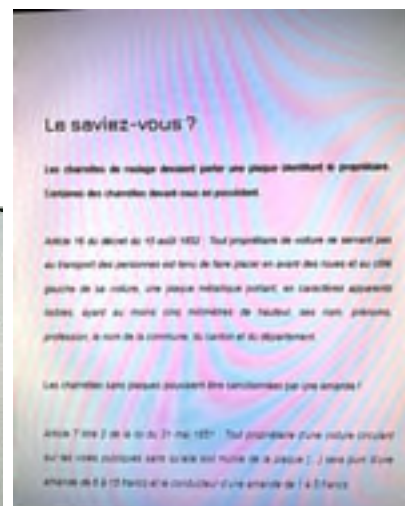 Le saviez-vous ?
Les charrettes de roulage devaient porter une plaque identifiant le propriétaire.
Certaines des charrettes devant vous en possèdent.
Article 16 du décret du 10 août 1852 : Tout propriétaire de voiture ne servant pas
au transport des personnes est tenu de faire placer en avant des roues et au côté
gauche de sa voiture, une plaque métallique portant, en caractères apparents
lisibles, ayant au moins cinq millimètres de hauteur, ses nom, prénoms,
profession, le nom de la commune, du canton et du département.
Les charrettes sans plaques pouvaient être sanctionnées par une amende !
Article 7 titre 2 de la loi du 31 mai 1851 : Tout propriétaire d'une voiture circulant
sur les voies publiques sans qu'elle soit munie de la plaque [...] sera puni d'une
amende de 6 à 15 francs et le conducteur d'une amende de 1 à 5 francs.